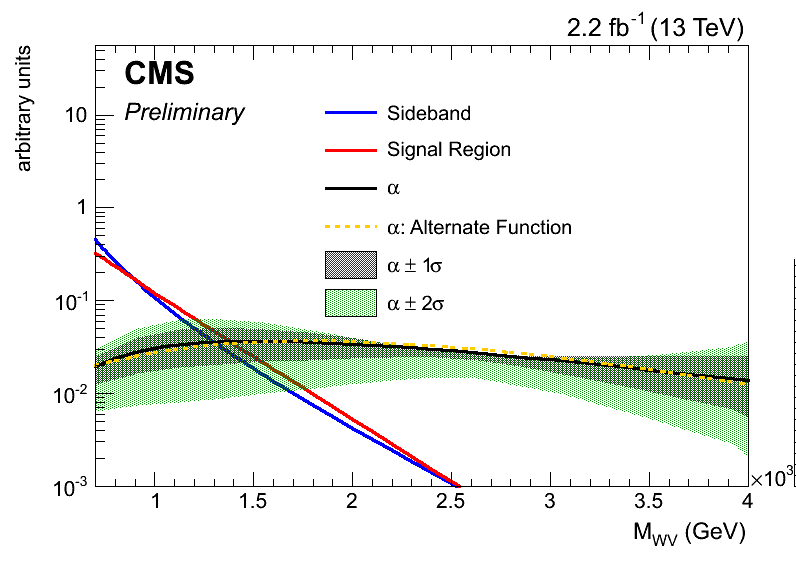 2.2 fb⁻¹ (13 TeV)
arbitrary units
CMS
Preliminary
Sideband
Signal Region
α
α: Alternate Function
α ± 1σ
α ± 2σ
10
1
10⁻¹
10⁻²
10⁻³
1 1.5 2 2.5 3 3.5 4
×10³
M_WV (GeV)